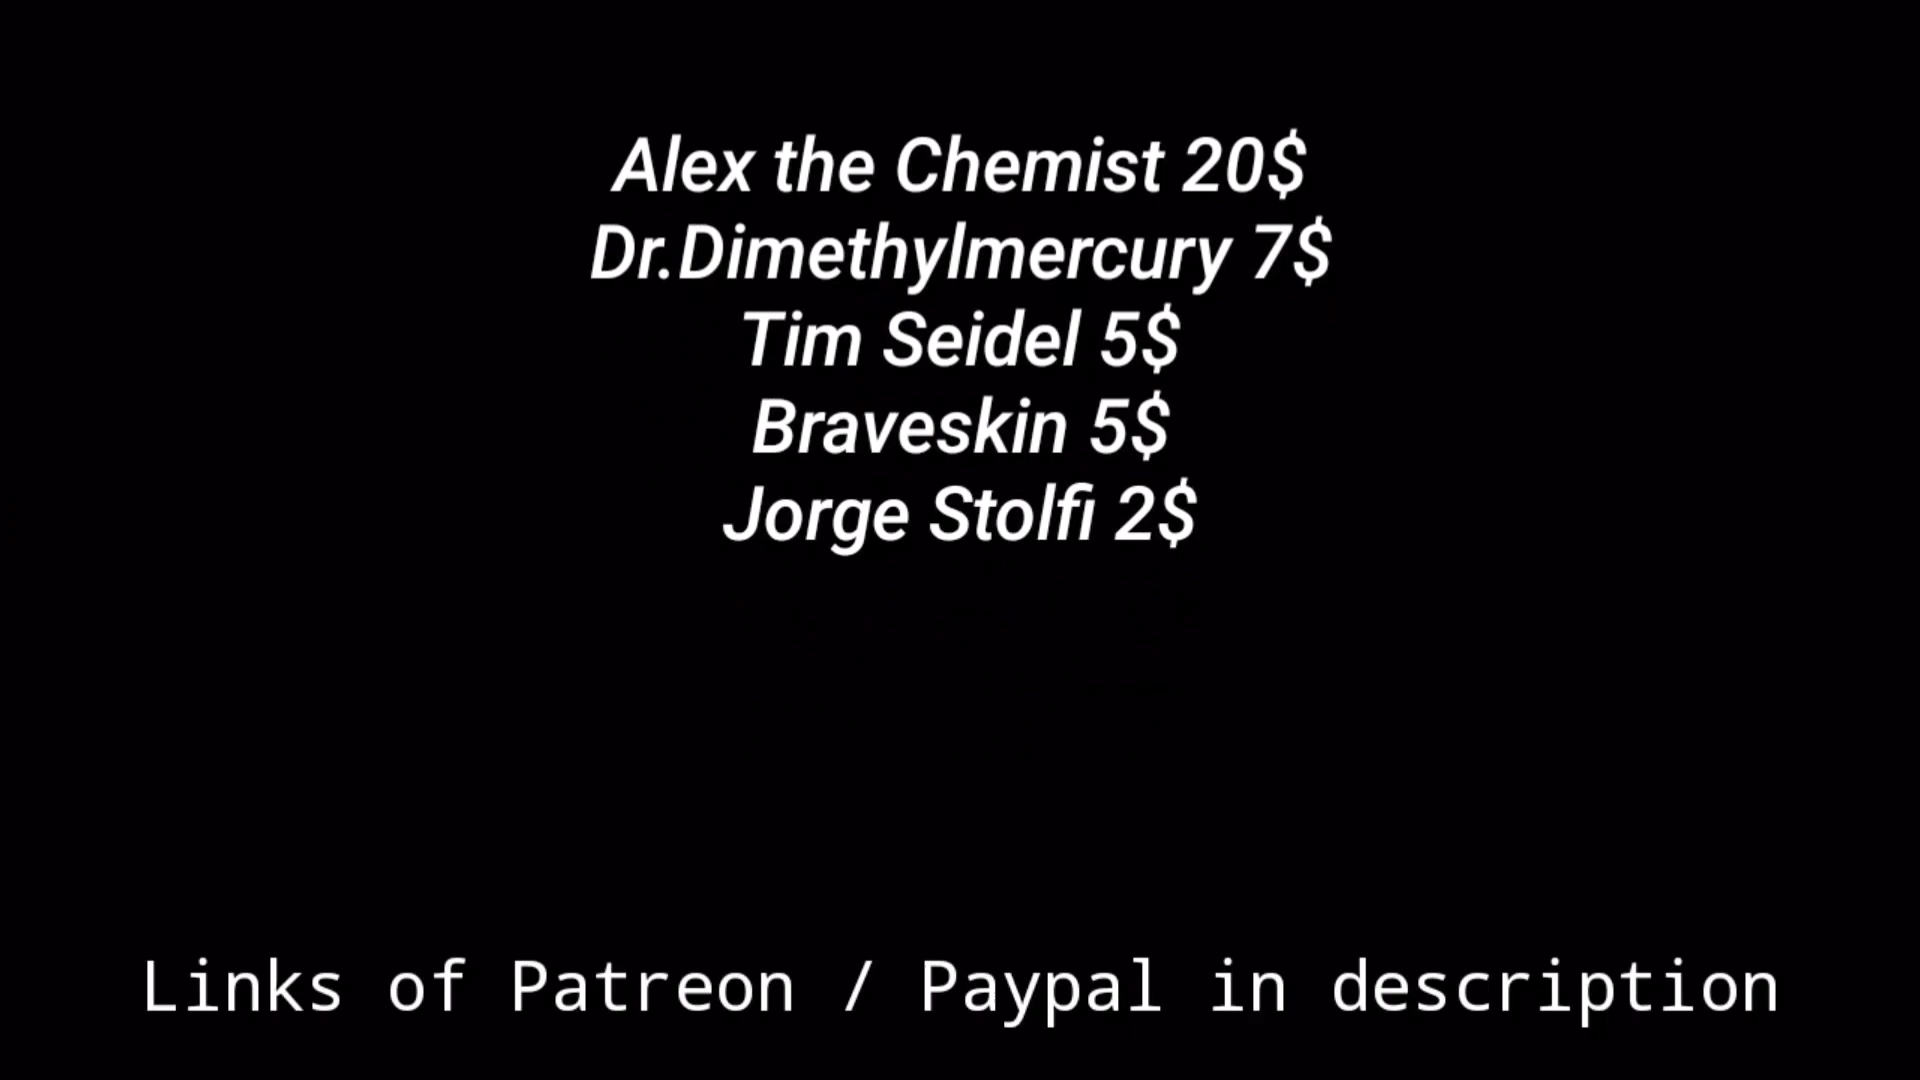 Alex the Chemist 20$
Dr.Dimethylmercury 7$
Tim Seidel 5$
Braveskin 5$
Jorge Stolfi 2$
Links of Patreon / Paypal in description